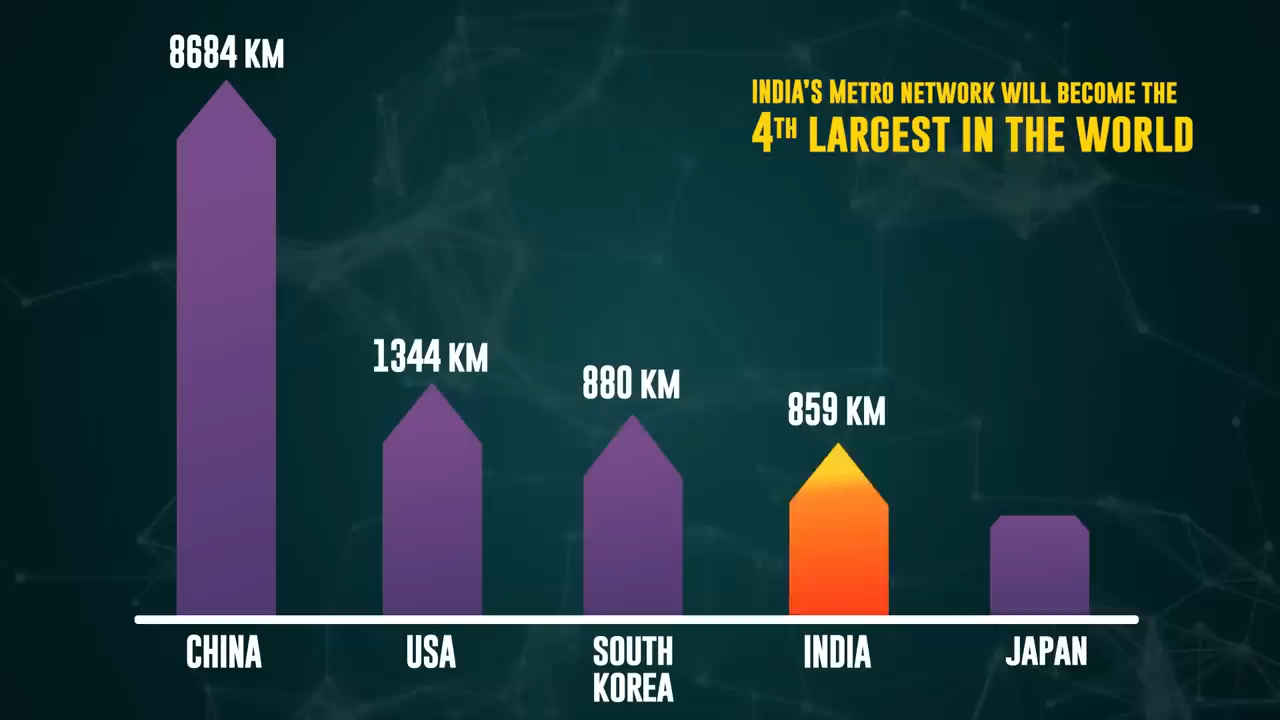 8684 KM
INDIA'S METRO NETWORK WILL BECOME THE
4TH LARGEST IN THE WORLD
1344 KM
880 KM
859 KM
CHINA
USA
SOUTH
KOREA
INDIA
JAPAN